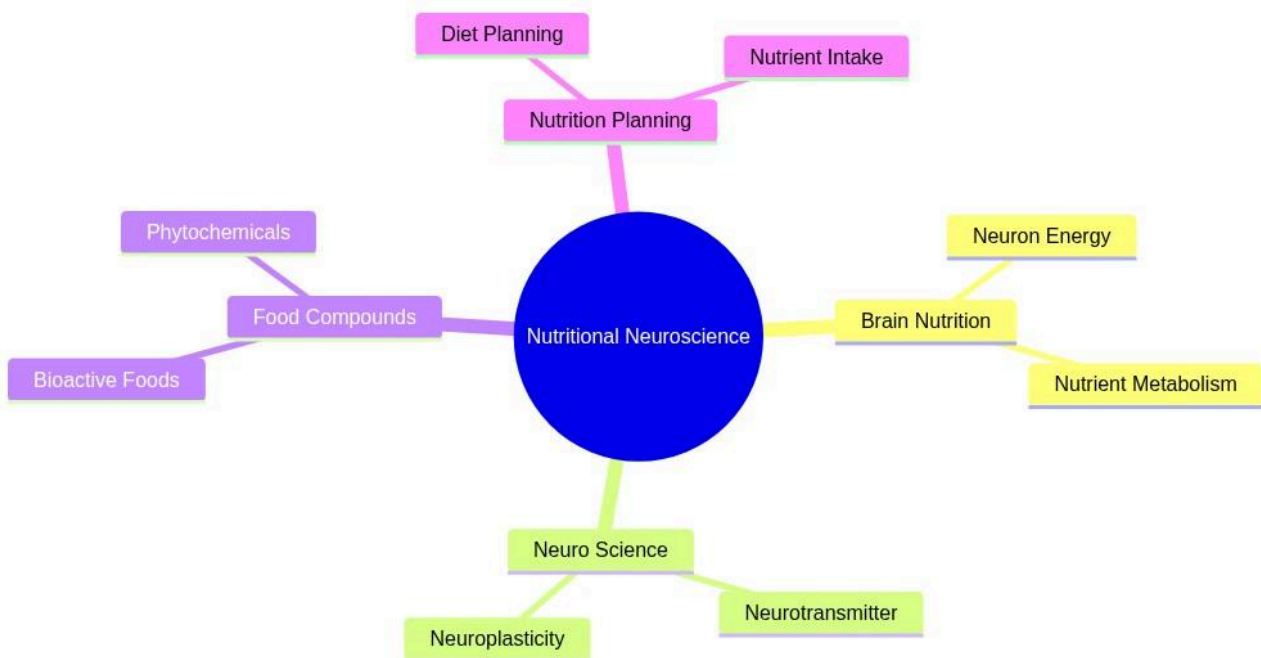 Diet Planning
Nutrient Intake
Nutrition Planning
Phytochemicals
Neuron Energy
Food Compounds
Brain Nutrition
Nutritional Neuroscience
Bioactive Foods
Nutrient Metabolism
Neuro Science
Neurotransmitter
Neuroplasticity